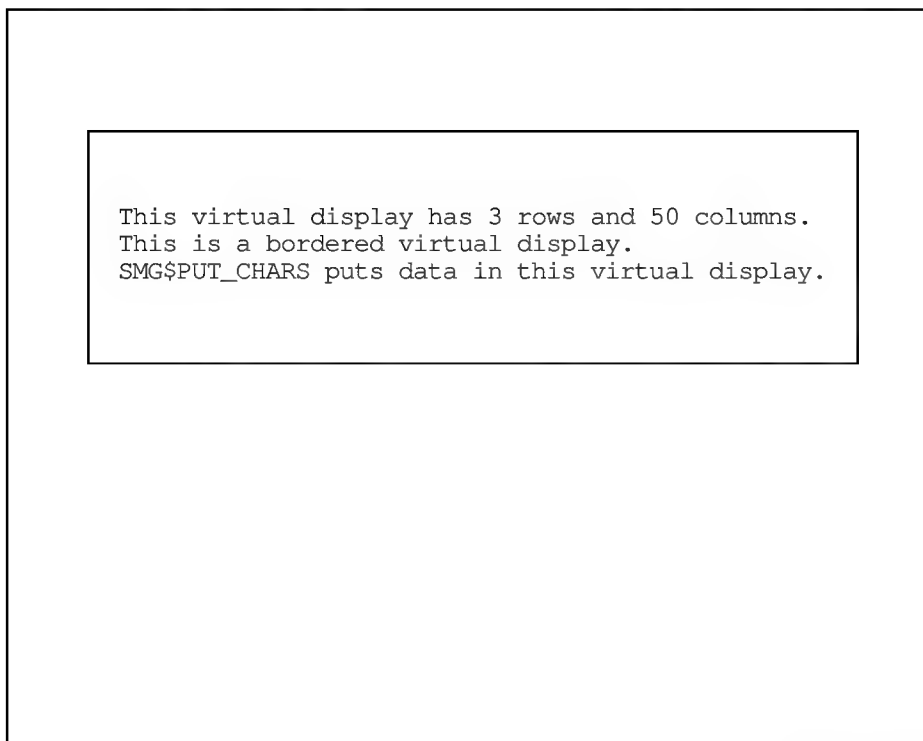 This virtual display has 3 rows and 50 columns.
This is a bordered virtual display.
SMG$PUT_CHARS puts data in this virtual display.